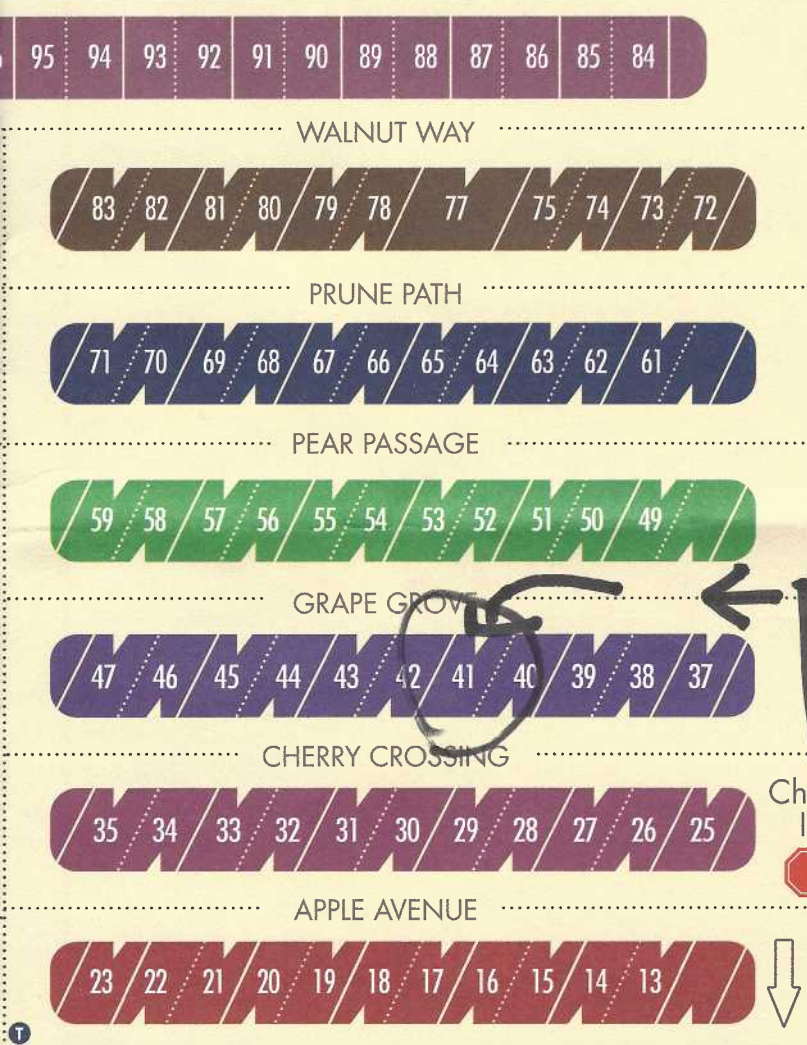 95 94 93 92 91 90 89 88 87 86 85 84
WALNUT WAY
83 82 81 80 79 78 77 75 74 73 72
PRUNE PATH
71 70 69 68 67 66 65 64 63 62 61
PEAR PASSAGE
59 58 57 56 55 54 53 52 51 50 49
GRAPE GROVE
47 46 45 44 43 42 41 40 39 38 37
CHERRY CROSSING
Ch
35 34 33 32 31 30 29 28 27 26 25
APPLE AVENUE
23 22 21 20 19 18 17 16 15 14 13
T